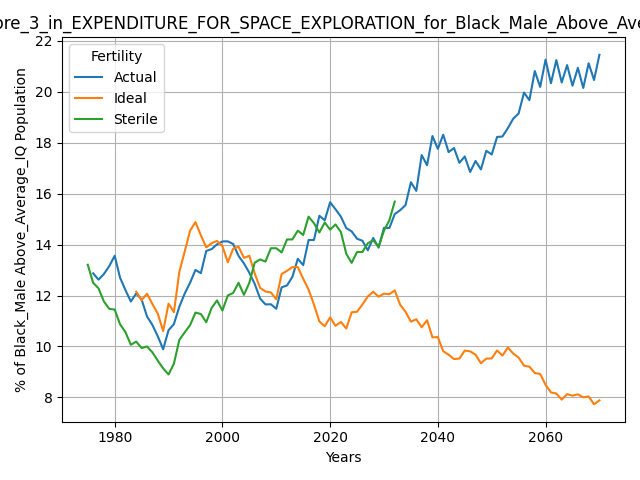 ore_3_in_EXPENDITURE_FOR_SPACE_EXPLORATION_for_Black_Male_Above_Ave
Fertility
Actual
Ideal
Sterile
% of Black_Male Above_Average_IQ Population
22
20
18
16
14
12
10
8
1980
2000
2020
2040
2060
Years